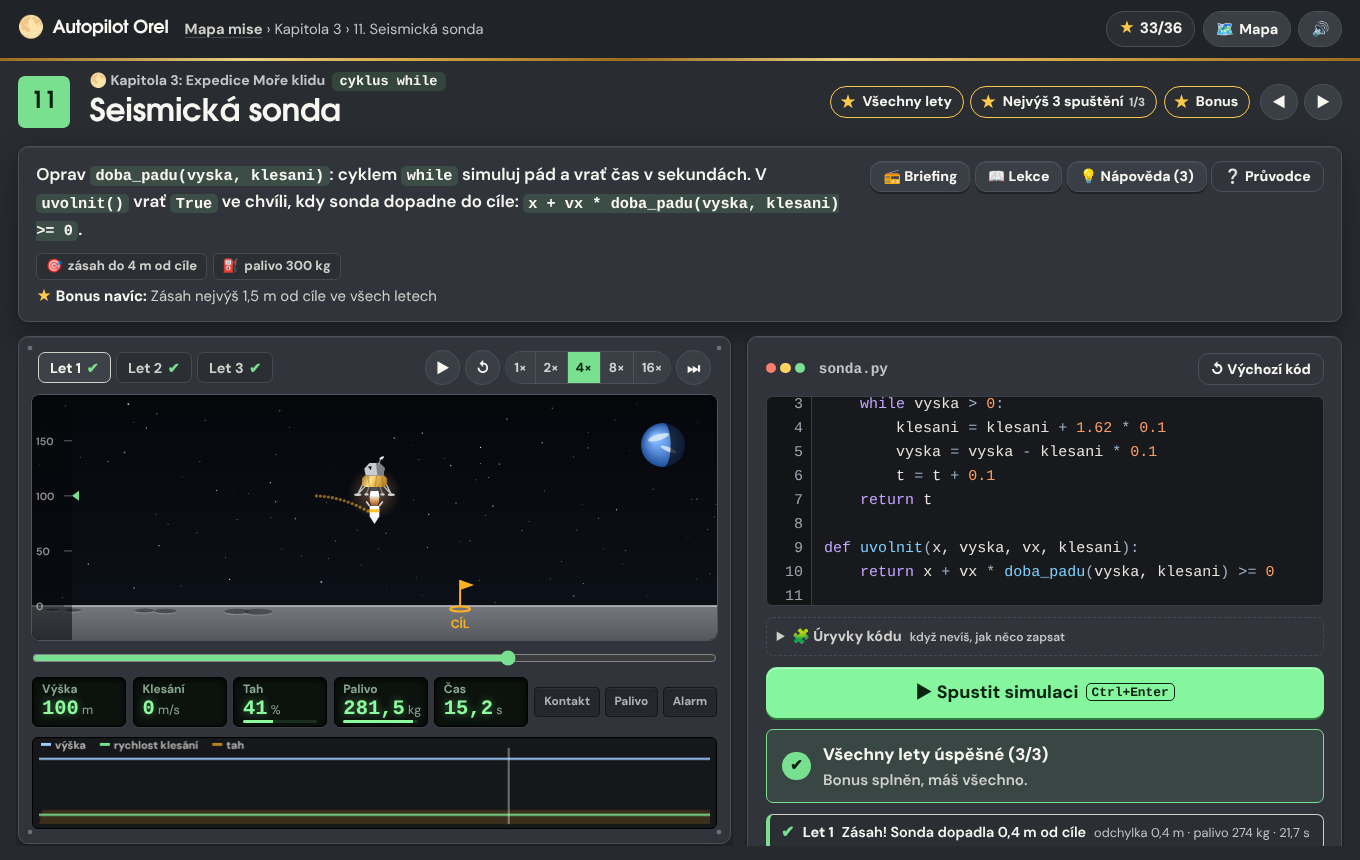 Autopilot Orel Mapa mise › Kapitola 3 › 11. Seismická sonda 33/36 Mapa
11
Kapitola 3: Expedice Moře klidu cyklus while
Seismická sonda
Všechny lety Nejvýš 3 spuštění 1/3 Bonus
Oprav doba_padu(vyska, klesani): cyklem while simuluj pád a vrať čas v sekundách. V
uvolnit() vrať True ve chvíli, kdy sonda dopadne do cíle: x + vx * doba_padu(vyska, klesani)
>= 0.
Briefing Lekce Nápověda (3) Průvodce
zásah do 4 m od cíle palivo 300 kg
Bonus navíc: Zásah nejvýš 1,5 m od cíle ve všech letech
Let 1 ✔ Let 2 ✔ Let 3 ✔ 1× 2× 4× 8× 16×
150
100
50
0
CÍL
Výška
100 m
Klesání
0 m/s
Tah
41 %
Palivo
281,5 kg
Čas
15,2 s
Kontakt Palivo Alarm
výška rychlost klesání tah
sonda.py Výchozí kód
3     while vyska > 0:
4         klesani = klesani + 1.62 * 0.1
5         vyska = vyska - klesani * 0.1
6         t = t + 0.1
7     return t
8
9 def uvolnit(x, vyska, vx, klesani):
10     return x + vx * doba_padu(vyska, klesani) >= 0
11
Úryvky kódu když nevíš, jak něco zapsat
Spustit simulaci Ctrl+Enter
Všechny lety úspěšné (3/3)
Bonus splněn, máš všechno.
✔ Let 1 Zásah! Sonda dopadla 0,4 m od cíle odchylka 0,4 m · palivo 274 kg · 21,7 s